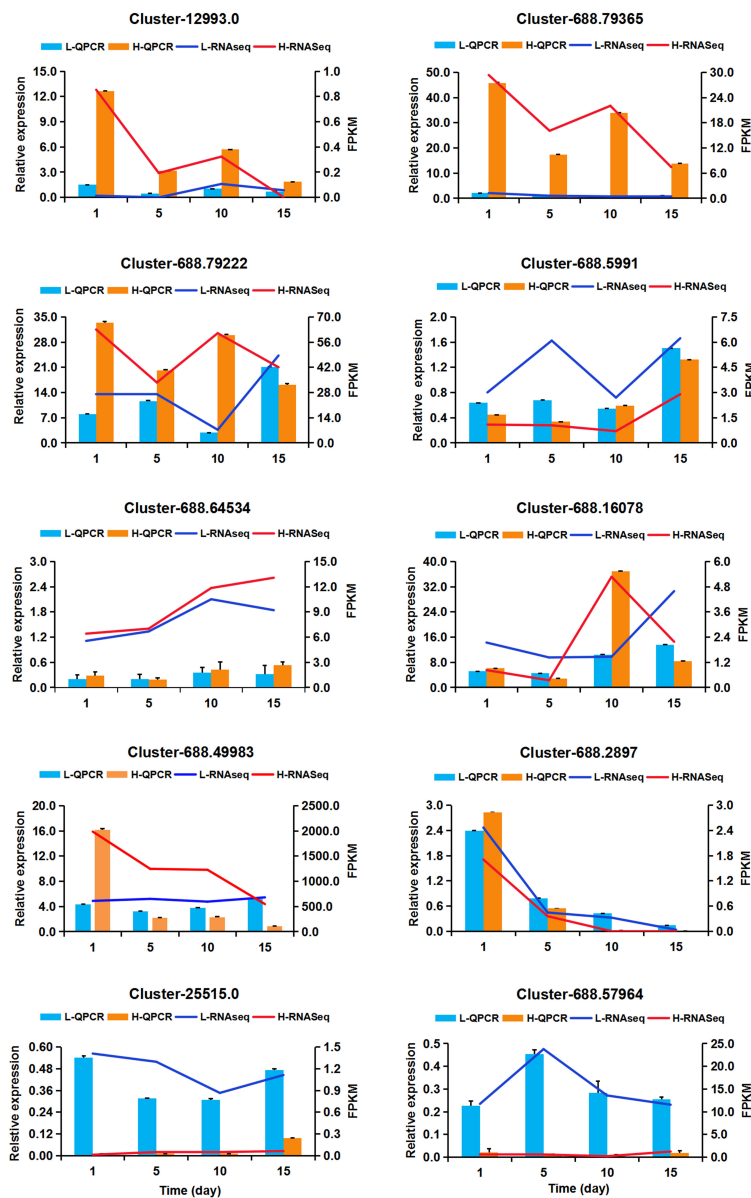 Cluster-12993.0
L-QPCR H-QPCR L-RNAseq H-RNASeq
Relative expression
15.0
12.0
9.0
6.0
3.0
0.0
1.0
0.8
0.6
0.4
0.2
0.0
FPKM
1 5 10 15
Cluster-688.79365
L-QPCR H-QPCR L-RNAseq H-RNASeq
Relative expression
50.0
40.0
30.0
20.0
10.0
0.0
30.0
24.0
18.0
12.0
6.0
0.0
FPKM
1 5 10 15
Cluster-688.79222
L-QPCR H-QPCR L-RNAseq H-RNASeq
Relative expression
35.0
28.0
21.0
14.0
7.0
0.0
70.0
56.0
42.0
28.0
14.0
0.0
FPKM
1 5 10 15
Cluster-688.5991
L-QPCR H-QPCR L-RNAseq H-RNASeq
Relative expression
2.0
1.6
1.2
0.8
0.4
0.0
7.5
6.0
4.5
3.0
1.5
0.0
FPKM
1 5 10 15
Cluster-688.64534
L-QPCR H-QPCR L-RNAseq H-RNASeq
Relative expression
3.0
2.4
1.8
1.2
0.6
0.0
15.0
12.0
9.0
6.0
3.0
0.0
FPKM
1 5 10 15
Cluster-688.16078
L-QPCR H-QPCR L-RNAseq H-RNASeq
Relative expression
40.0
32.0
24.0
16.0
8.0
0.0
6.0
4.8
3.6
2.4
1.2
0.0
FPKM
1 5 10 15
Cluster-688.49983
L-QPCR H-QPCR L-RNAseq H-RNASeq
Relative expression
20.0
16.0
12.0
8.0
4.0
0.0
2500.0
2000.0
1500.0
1000.0
500.0
0.0
FPKM
1 5 10 15
Cluster-688.2897
L-QPCR H-QPCR L-RNAseq H-RNASeq
Relative expression
3.0
2.4
1.8
1.2
0.6
0.0
3.0
2.4
1.8
1.2
0.6
0.0
FPKM
1 5 10 15
Cluster-25515.0
L-QPCR H-QPCR L-RNAseq H-RNASeq
Relstive expression
0.60
0.48
0.36
0.24
0.12
0.00
1.5
1.2
0.9
0.6
0.3
0.0
FPKM
1 5 10 15
Time (day)
Cluster-688.57964
L-QPCR H-QPCR L-RNAseq H-RNASeq
Relative expression
0.5
0.4
0.3
0.2
0.1
0.0
25.0
20.0
15.0
10.0
5.0
0.0
FPKM
1 5 10 15
Time (day)